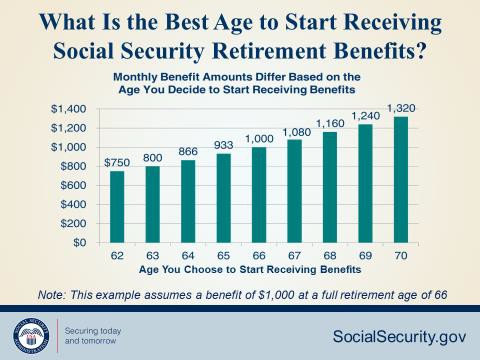 What Is the Best Age to Start Receiving
Social Security Retirement Benefits?
Monthly Benefit Amounts Differ Based on the
Age You Decide to Start Receiving Benefits
$1,400
$1,200
$1,000
$800
$600
$400
$200
$0
$750
800
866
933
1,000
1,080
1,160
1,240
1,320
62 63 64 65 66 67 68 69 70
Age You Choose to Start Receiving Benefits
Note: This example assumes a benefit of $1,000 at a full retirement age of 66
Securing today
and tomorrow
SocialSecurity.gov